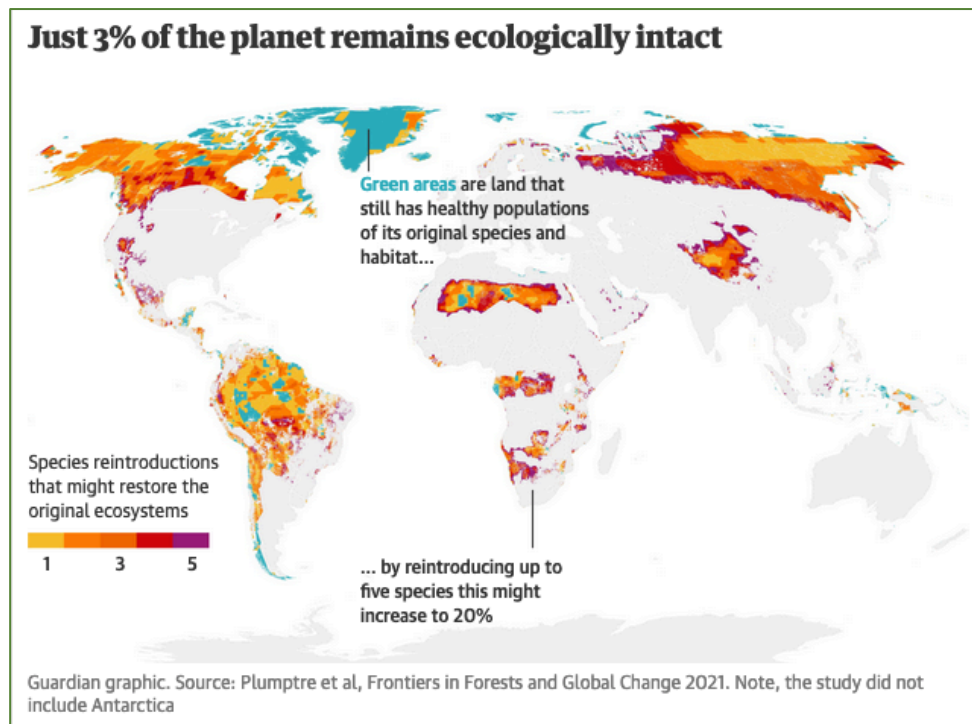 Just 3% of the planet remains ecologically intact
Green areas are land that
still has healthy populations
of its original species and
habitat...
Species reintroductions
that might restore the
original ecosystems
1 3 5
... by reintroducing up to
five species this might
increase to 20%
Guardian graphic. Source: Plumptre et al, Frontiers in Forests and Global Change 2021. Note, the study did not
include Antarctica